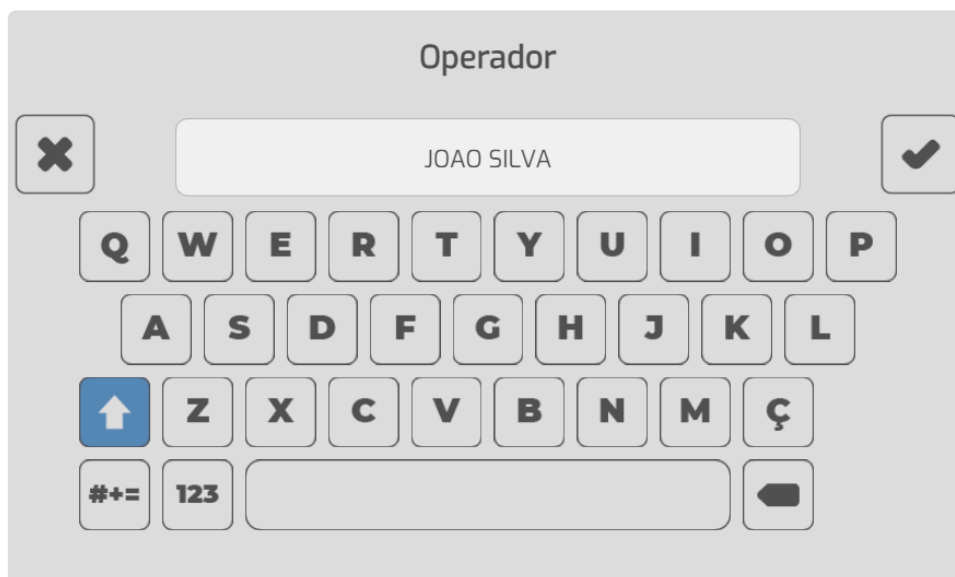 Operador
JOAO SILVA
Q W E R T Y U I O P
A S D F G H J K L
Z X C V B N M Ç
#+= 123